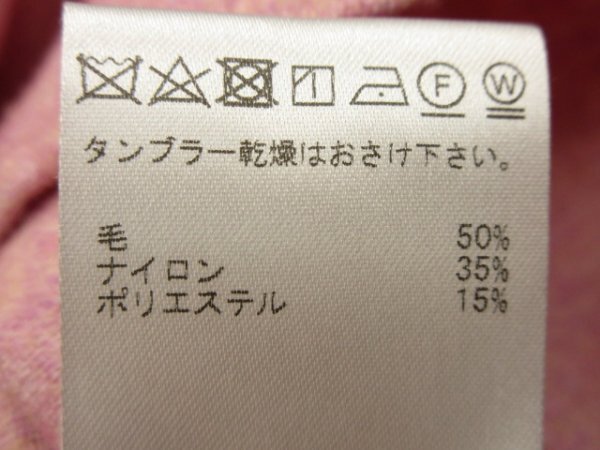 F W
タンブラー乾燥はおさけ下さい。
毛 50%
ナイロン 35%
ポリエステル 15%